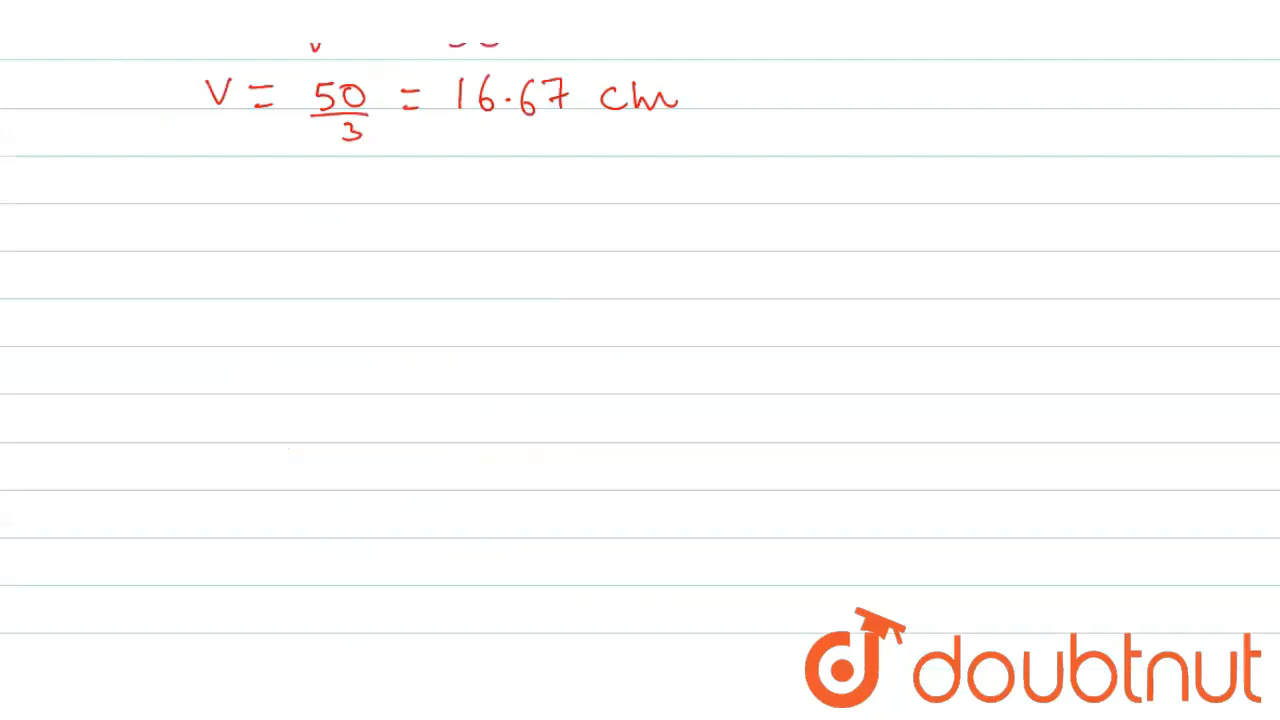 V = 50/3 = 16.67 cm
doubtnut